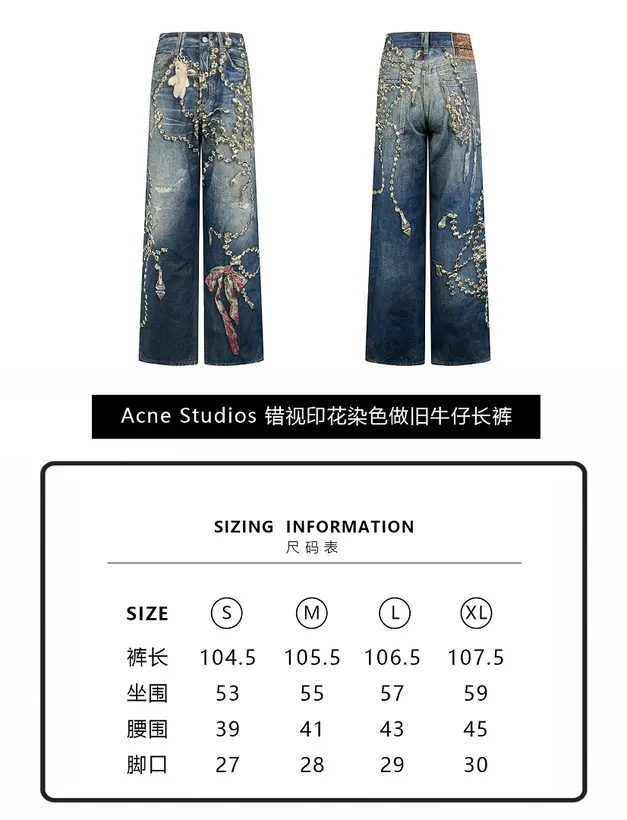 Acne Studios 错视印花染色做旧牛仔长裤
SIZING INFORMATION
尺码表
SIZE S M L XL
裤长 104.5 105.5 106.5 107.5
坐围 53 55 57 59
腰围 39 41 43 45
脚口 27 28 29 30